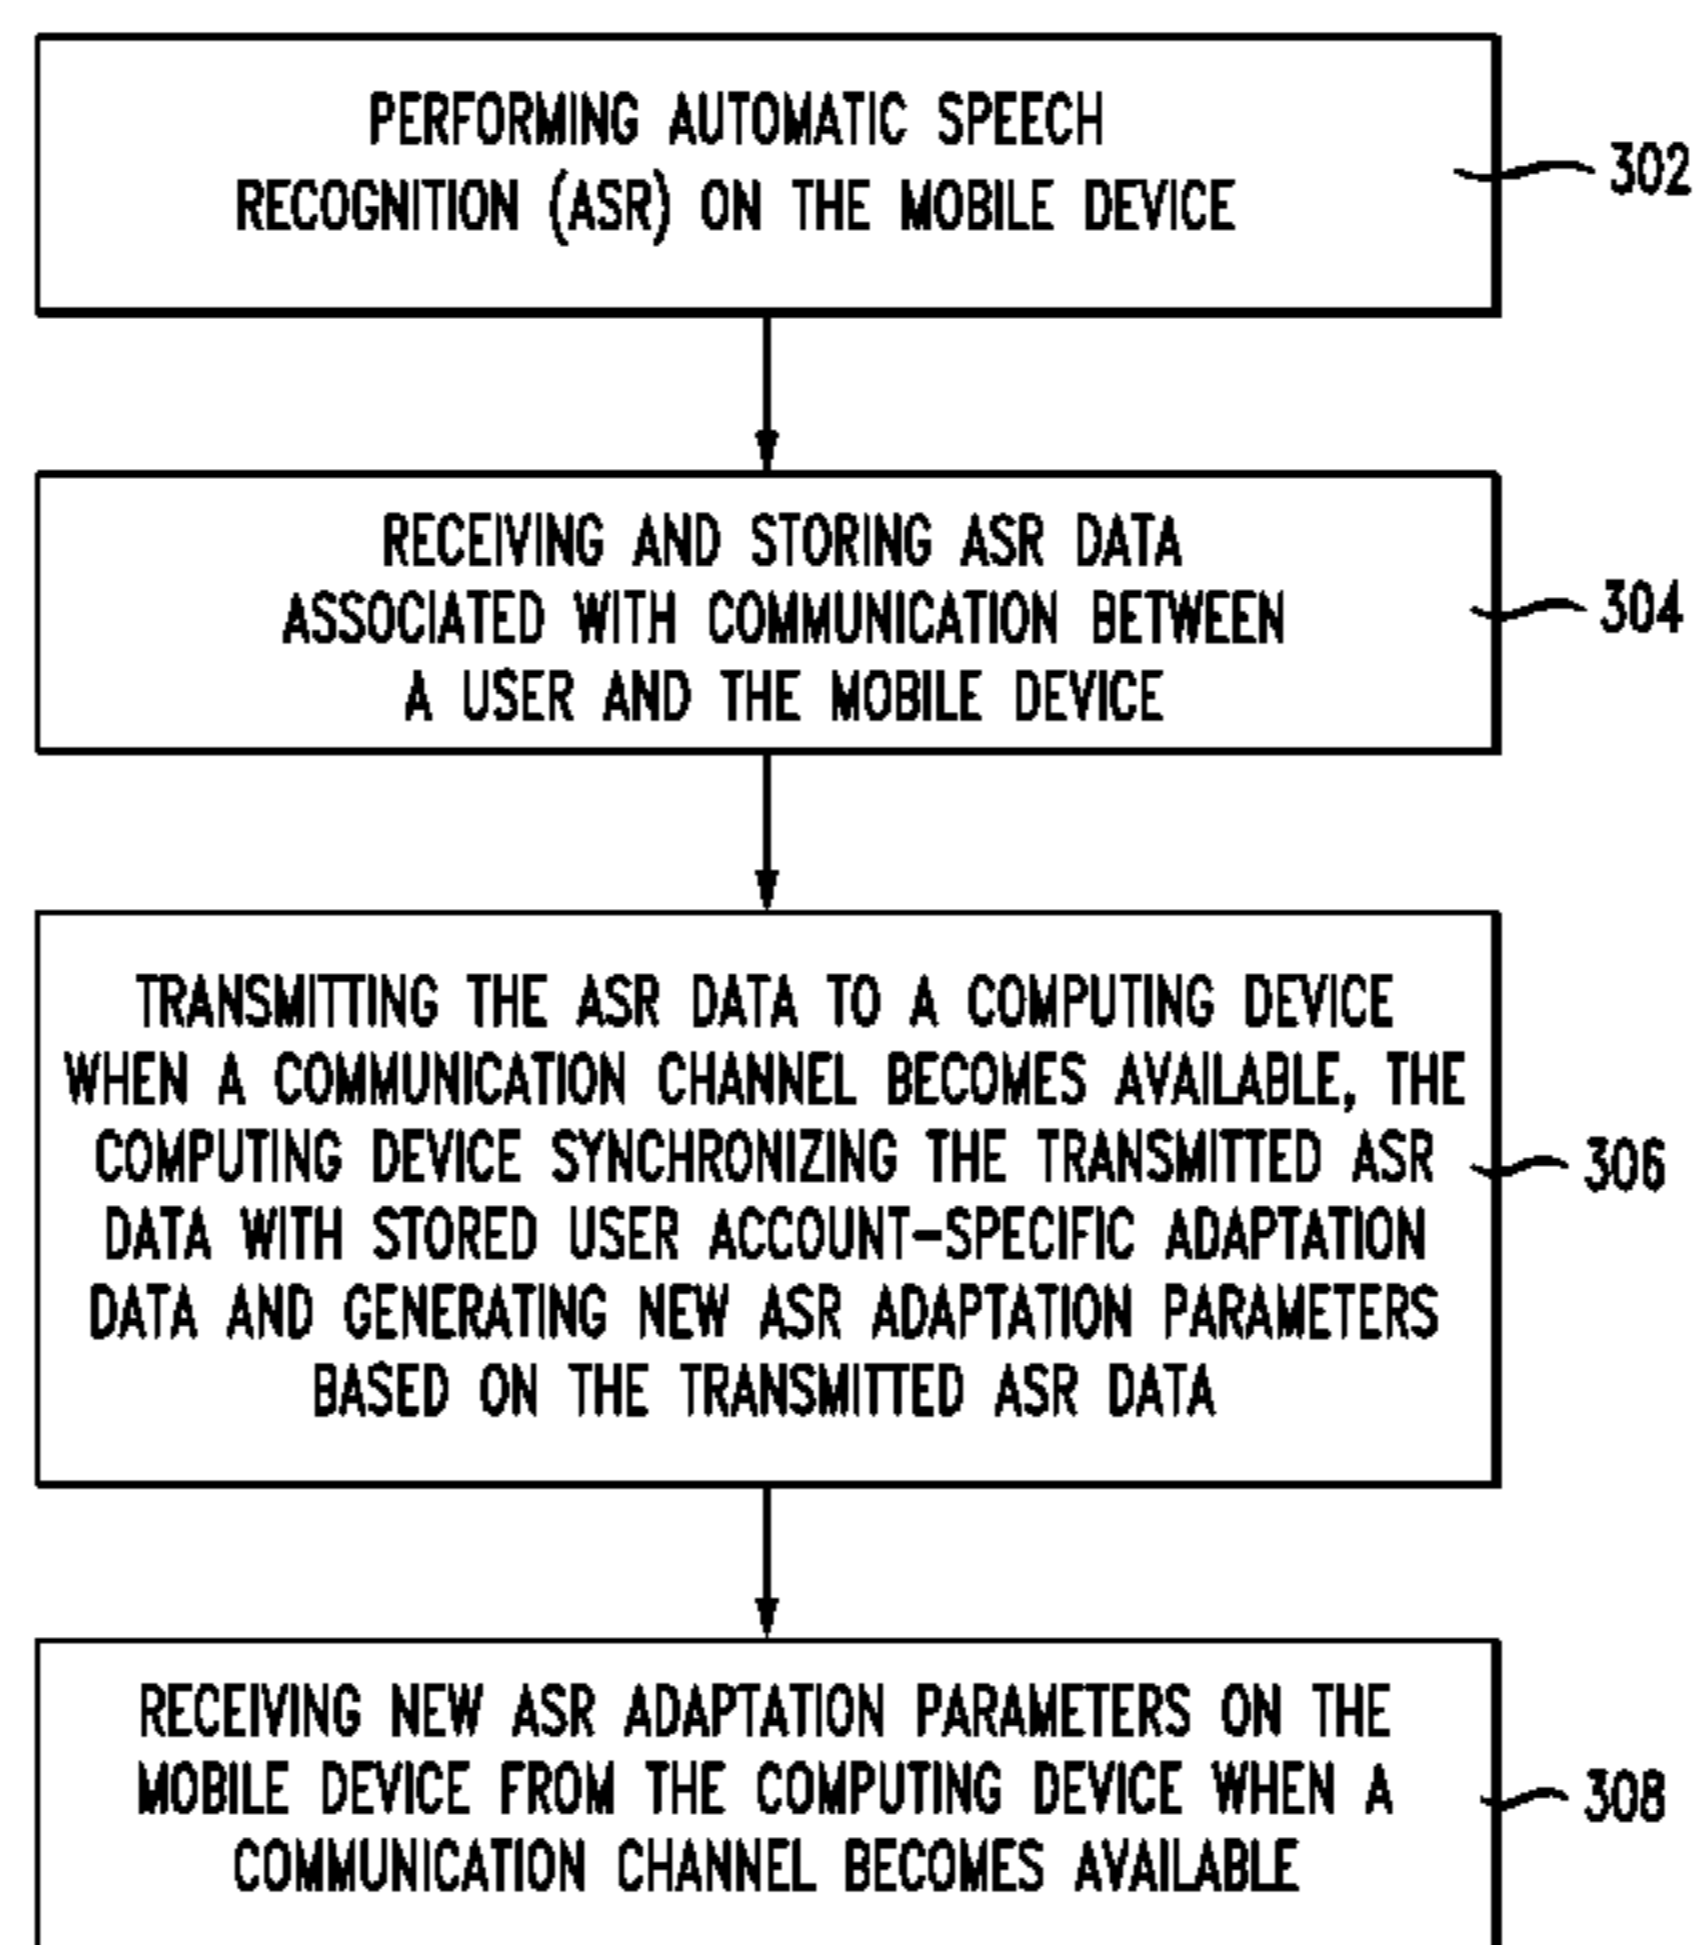 PERFORMING AUTOMATIC SPEECH
RECOGNITION (ASR) ON THE MOBILE DEVICE
302
RECEIVING AND STORING ASR DATA
ASSOCIATED WITH COMMUNICATION BETWEEN
A USER AND THE MOBILE DEVICE
304
TRANSMITTING THE ASR DATA TO A COMPUTING DEVICE
WHEN A COMMUNICATION CHANNEL BECOMES AVAILABLE, THE
COMPUTING DEVICE SYNCHRONIZING THE TRANSMITTED ASR
DATA WITH STORED USER ACCOUNT-SPECIFIC ADAPTATION
DATA AND GENERATING NEW ASR ADAPTATION PARAMETERS
BASED ON THE TRANSMITTED ASR DATA
306
RECEIVING NEW ASR ADAPTATION PARAMETERS ON THE
MOBILE DEVICE FROM THE COMPUTING DEVICE WHEN A
COMMUNICATION CHANNEL BECOMES AVAILABLE
308